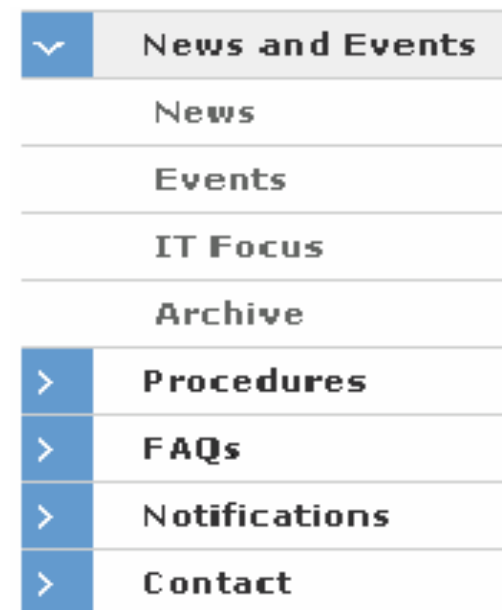 News and Events
News
Events
IT Focus
Archive
Procedures
FAQs
Notifications
Contact